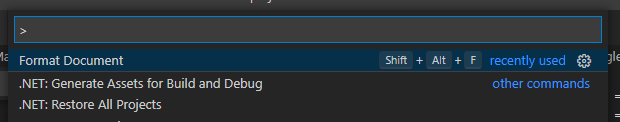 >
Format Document Shift + Alt + F recently used
.NET: Generate Assets for Build and Debug other commands
.NET: Restore All Projects